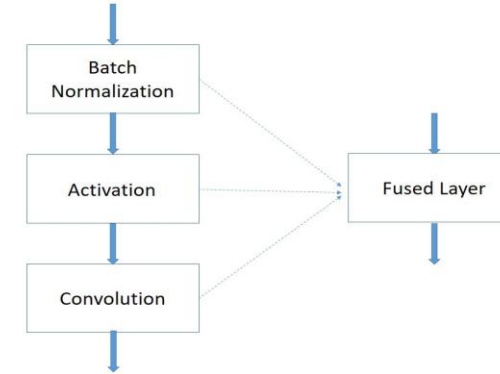 Batch
Normalization
Activation
Fused Layer
Convolution